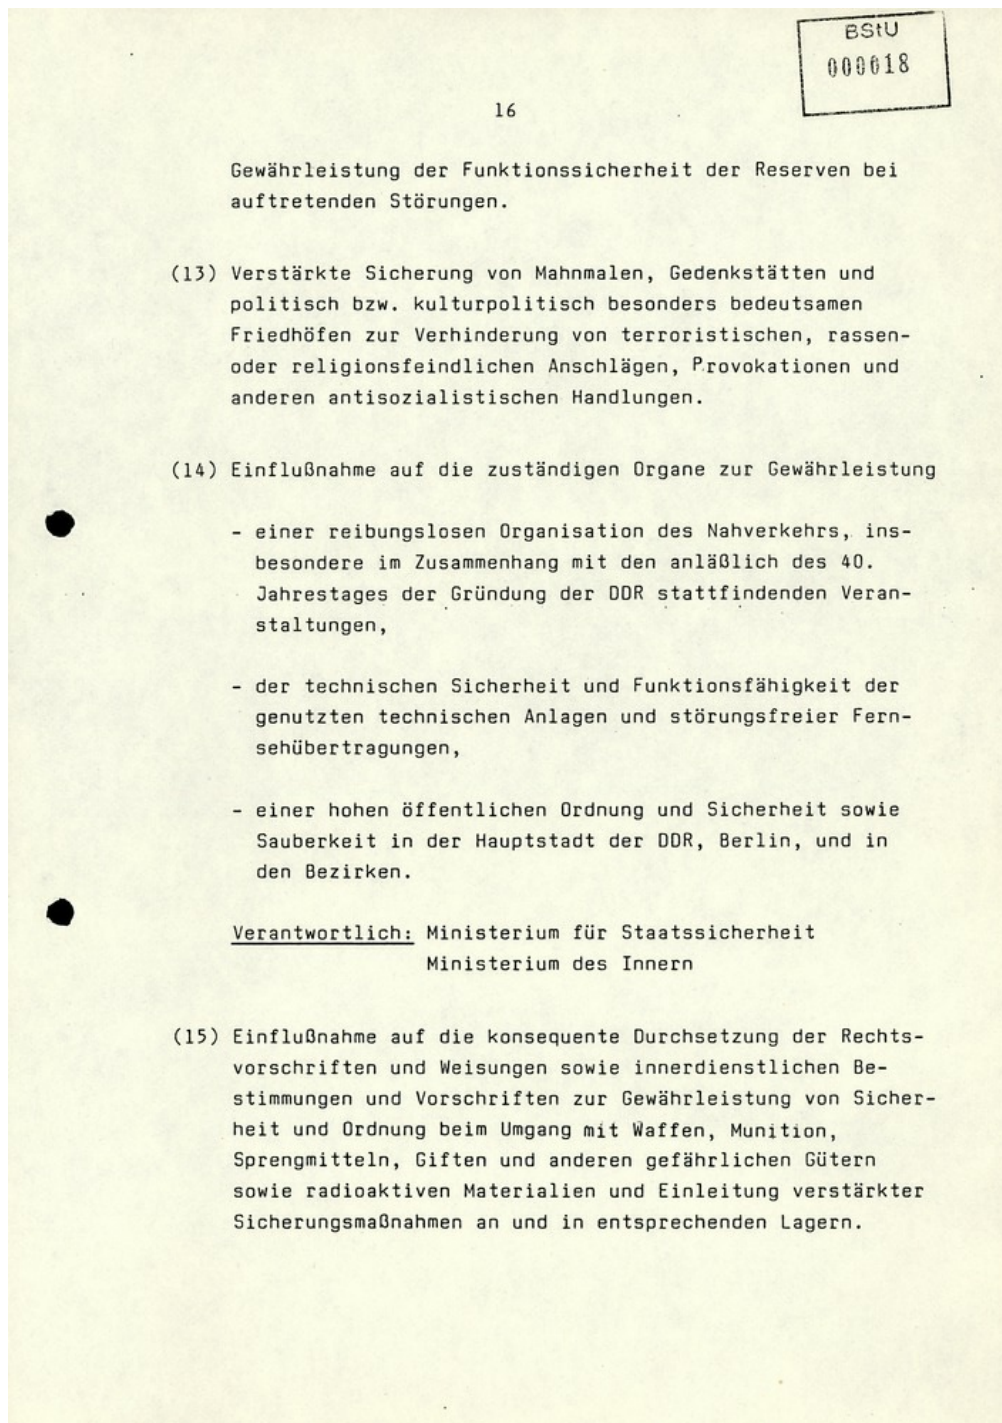 BStU
000018
16
Gewährleistung der Funktionssicherheit der Reserven bei
auftretenden Störungen.
(13) Verstärkte Sicherung von Mahnmalen, Gedenkstätten und
politisch bzw. kulturpolitisch besonders bedeutsamen
Friedhöfen zur Verhinderung von terroristischen, rassen-
oder religionsfeindlichen Anschlägen, Provokationen und
anderen antisozialistischen Handlungen.
(14) Einflußnahme auf die zuständigen Organe zur Gewährleistung
- einer reibungslosen Organisation des Nahverkehrs, ins-
besondere im Zusammenhang mit den anläßlich des 40.
Jahrestages der Gründung der DDR stattfindenden Veran-
staltungen,
- der technischen Sicherheit und Funktionsfähigkeit der
genutzten technischen Anlagen und störungsfreier Fern-
sehübertragungen,
- einer hohen öffentlichen Ordnung und Sicherheit sowie
Sauberkeit in der Hauptstadt der DDR, Berlin, und in
den Bezirken.
Verantwortlich: Ministerium für Staatssicherheit
Ministerium des Innern
(15) Einflußnahme auf die konsequente Durchsetzung der Rechts-
vorschriften und Weisungen sowie innerdienstlichen Be-
stimmungen und Vorschriften zur Gewährleistung von Sicher-
heit und Ordnung beim Umgang mit Waffen, Munition,
Sprengmitteln, Giften und anderen gefährlichen Gütern
sowie radioaktiven Materialien und Einleitung verstärkter
Sicherungsmaßnahmen an und in entsprechenden Lagern.